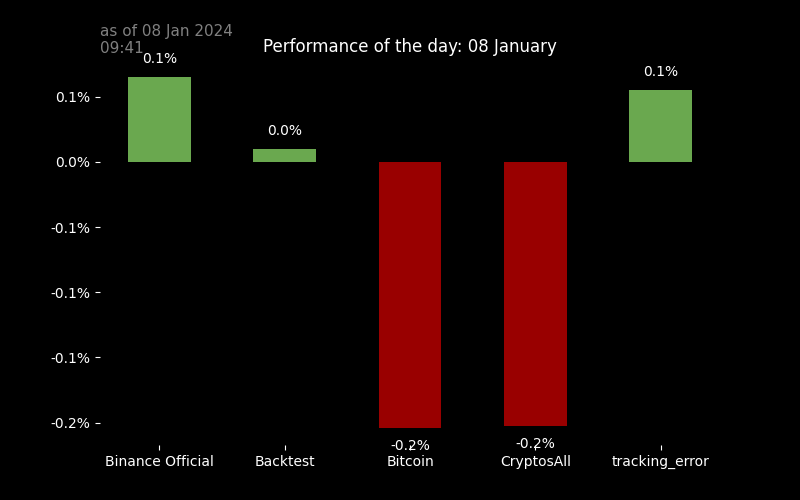 as of 08 Jan 2024
09:41
Performance of the day: 08 January
0.1%
0.0%
-0.2%
-0.2%
0.1%
0.1%
0.0%
-0.1%
-0.1%
-0.1%
-0.2%
Binance Official
Backtest
Bitcoin
CryptosAll
tracking_error